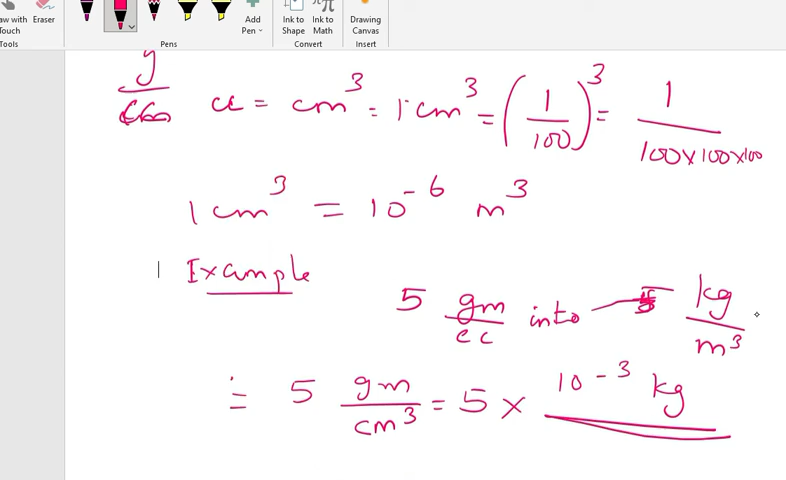 aw with Eraser
Touch
Tools
Pens
Add
Pen
Ink to
Shape
Ink to
Math
Convert
Drawing
Canvas
Insert
g
cc = cm³ = 1 cm³ = (1/100)³ = 1/100×100×100
1 cm³ = 10⁻⁶ m³
Example
5 gm/cc into kg/m³
∴ 5 gm/cm³ = 5 × 10⁻³ kg